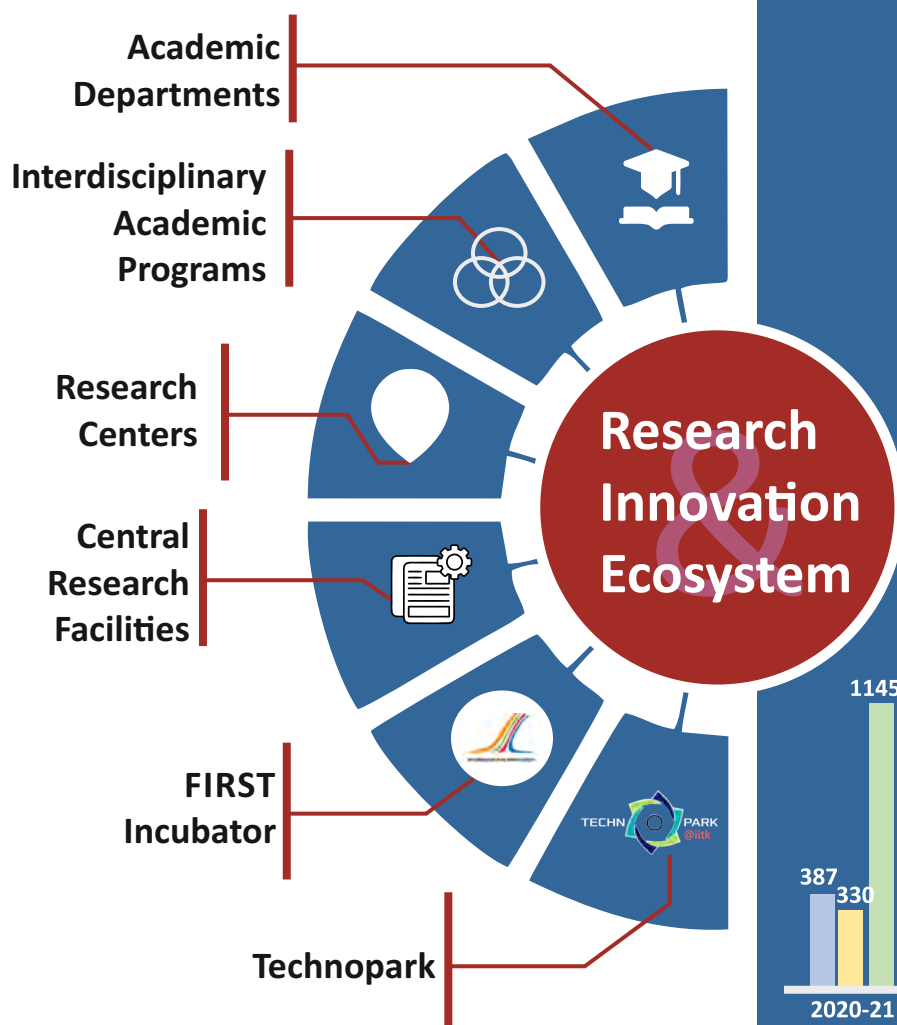 Academic
Departments
Interdisciplinary
Academic
Programs
Research
Centers
Central
Research
Facilities
FIRST
Incubator
Technopark
Research
&
Innovation
Ecosystem
TECHN PARK
@iitk
1145
387
330
2020-21